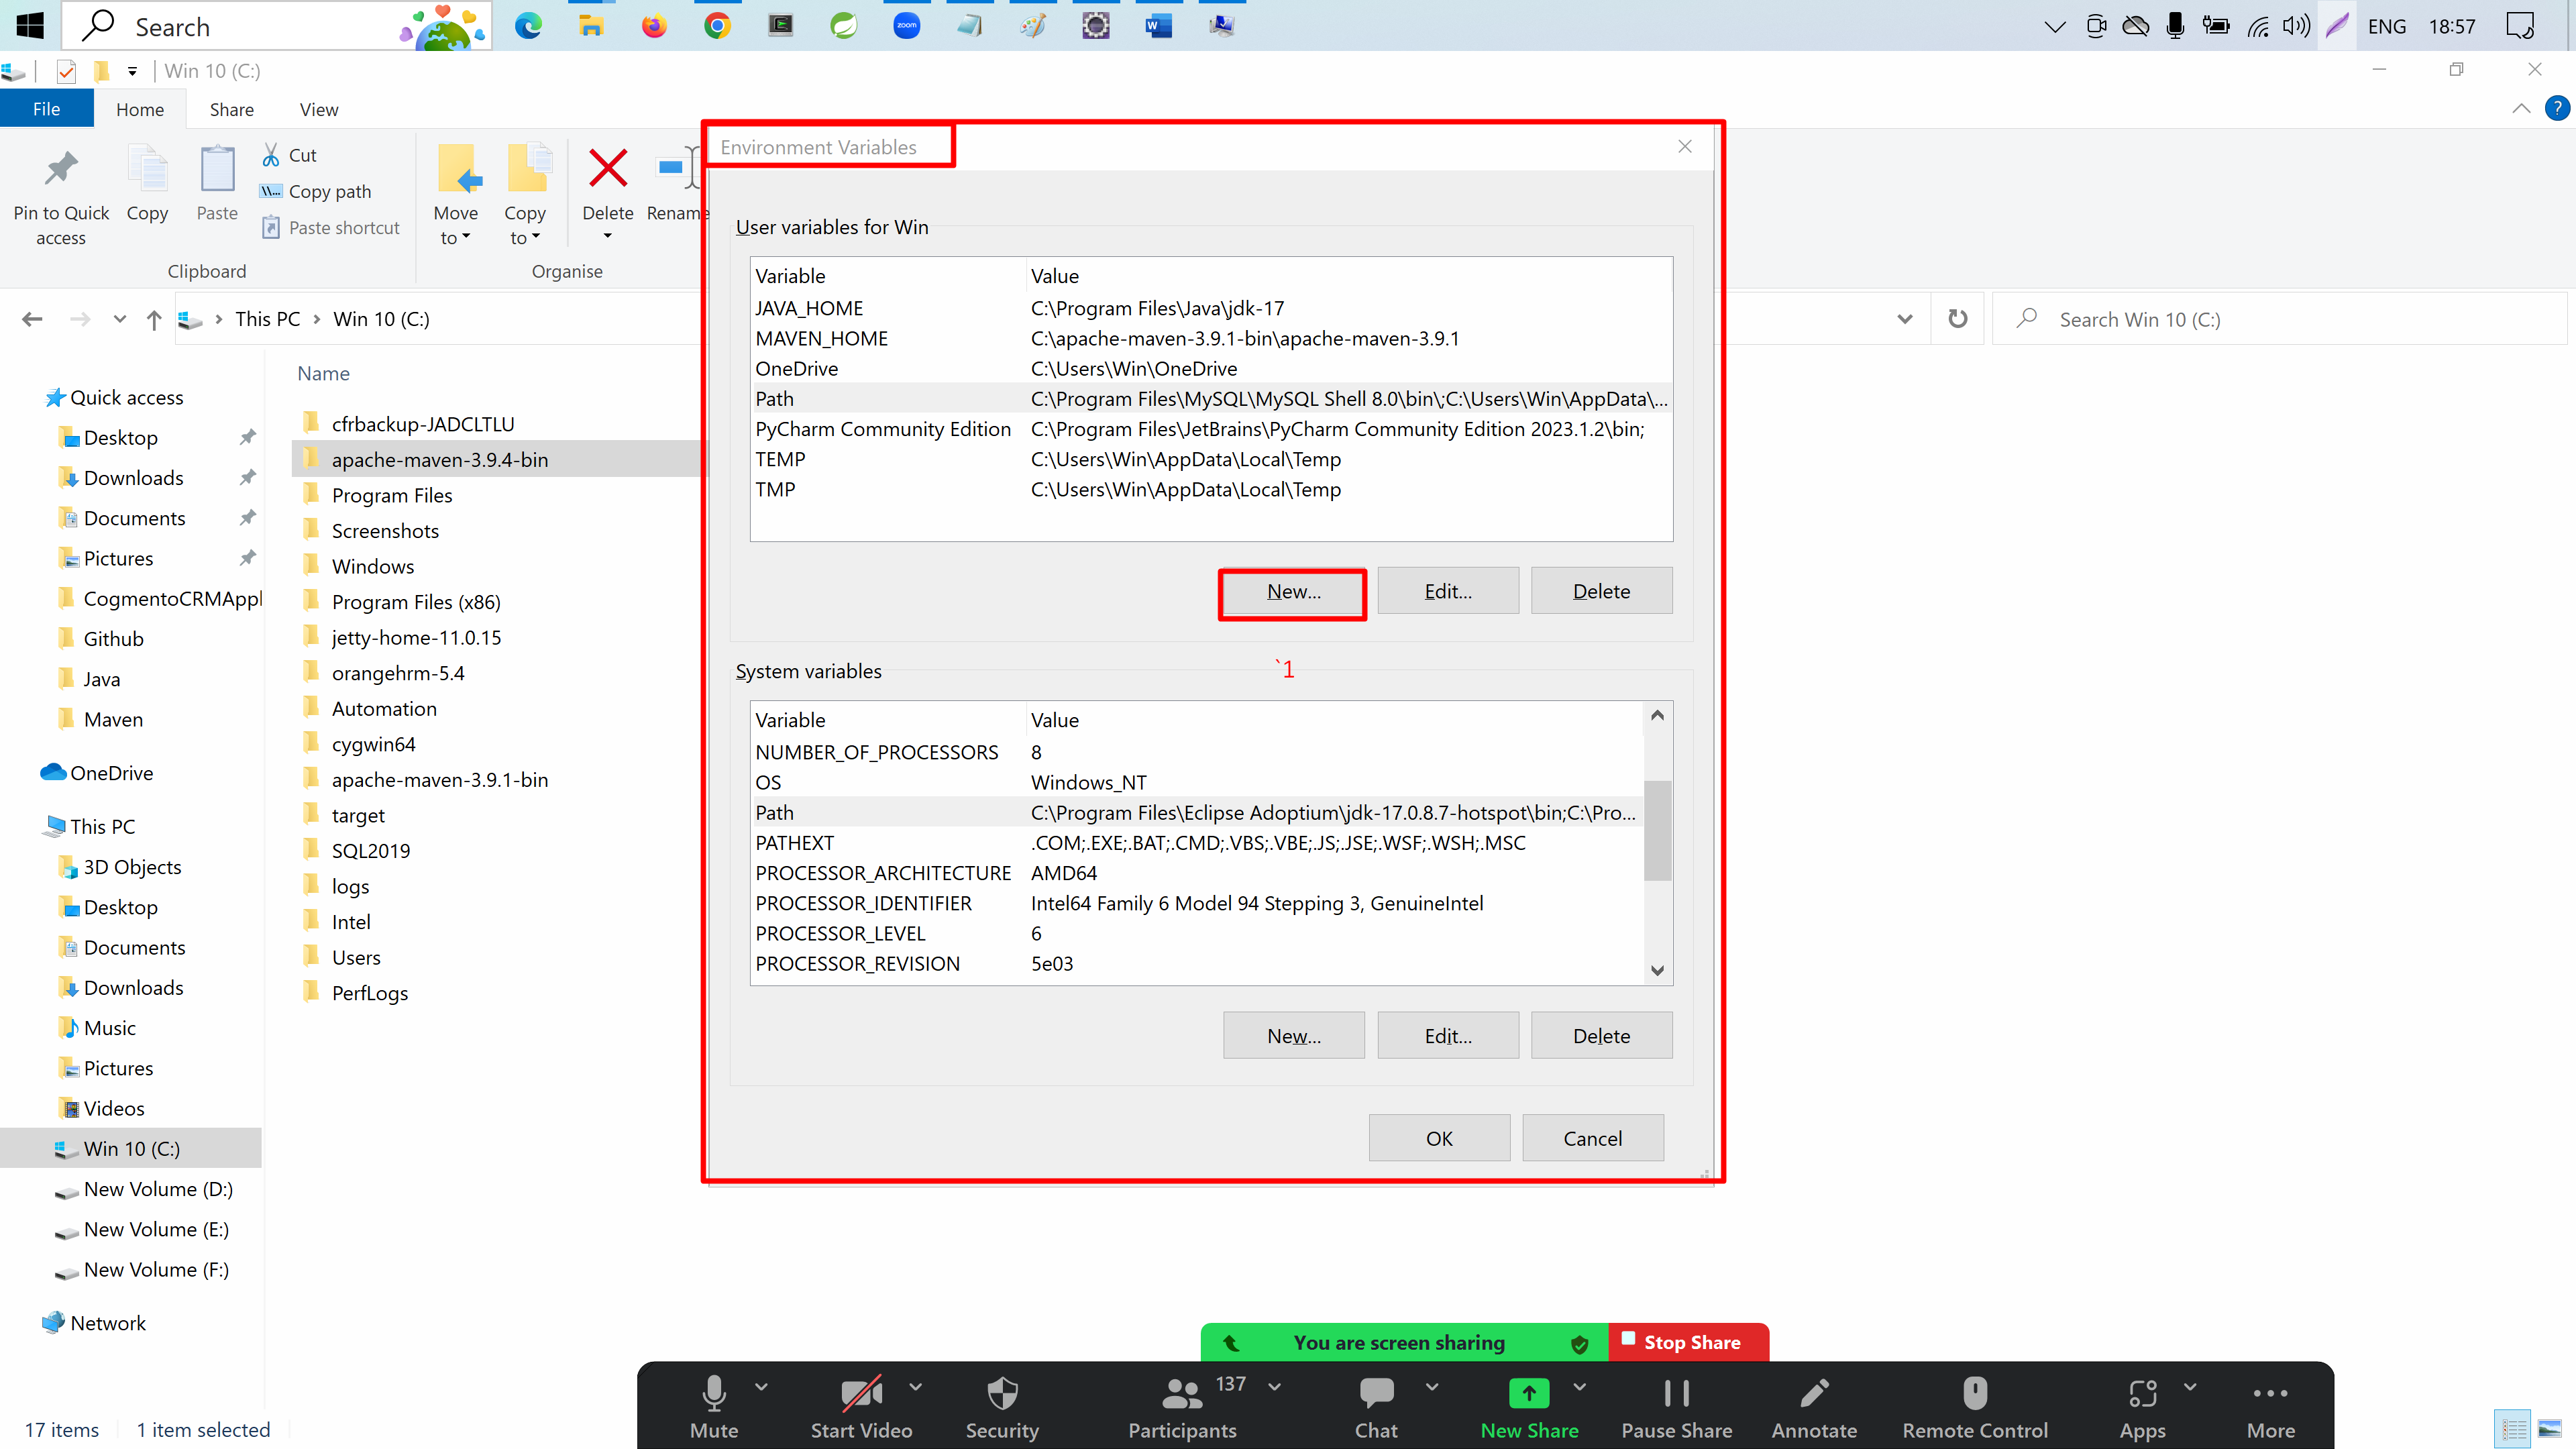 Search
zoom
ENG
18:57
Win 10 (C:)
File
Home
Share
View
Pin to Quick access
Copy
Paste
Cut
Copy path
Paste shortcut
Clipboard
Move to
Copy to
Delete
Rename
Organise
This PC
Win 10 (C:)
Search Win 10 (C:)
Quick access
Desktop
Downloads
Documents
Pictures
CogmentoCRMAppl
Github
Java
Maven
OneDrive
This PC
3D Objects
Desktop
Documents
Downloads
Music
Pictures
Videos
Win 10 (C:)
New Volume (D:)
New Volume (E:)
New Volume (F:)
Network
Name
cfrbackup-JADCLTLU
apache-maven-3.9.4-bin
Program Files
Screenshots
Windows
Program Files (x86)
jetty-home-11.0.15
orangehrm-5.4
Automation
cygwin64
apache-maven-3.9.1-bin
target
SQL2019
logs
Intel
Users
PerfLogs
Environment Variables
User variables for Win
Variable Value
JAVA_HOME C:\Program Files\Java\jdk-17
MAVEN_HOME C:\apache-maven-3.9.1-bin\apache-maven-3.9.1
OneDrive C:\Users\Win\OneDrive
Path C:\Program Files\MySQL\MySQL Shell 8.0\bin\;C:\Users\Win\AppData\...
PyCharm Community Edition C:\Program Files\JetBrains\PyCharm Community Edition 2023.1.2\bin;
TEMP C:\Users\Win\AppData\Local\Temp
TMP C:\Users\Win\AppData\Local\Temp
New... Edit... Delete
`1
System variables
Variable Value
NUMBER_OF_PROCESSORS 8
OS Windows_NT
Path C:\Program Files\Eclipse Adoptium\jdk-17.0.8.7-hotspot\bin;C:\Pro...
PATHEXT .COM;.EXE;.BAT;.CMD;.VBS;.VBE;.JS;.JSE;.WSF;.WSH;.MSC
PROCESSOR_ARCHITECTURE AMD64
PROCESSOR_IDENTIFIER Intel64 Family 6 Model 94 Stepping 3, GenuineIntel
PROCESSOR_LEVEL 6
PROCESSOR_REVISION 5e03
New... Edit... Delete
OK Cancel
You are screen sharing
Stop Share
Mute
Start Video
Security
Participants
137
Chat
New Share
Pause Share
Annotate
Remote Control
Apps
More
17 items
1 item selected